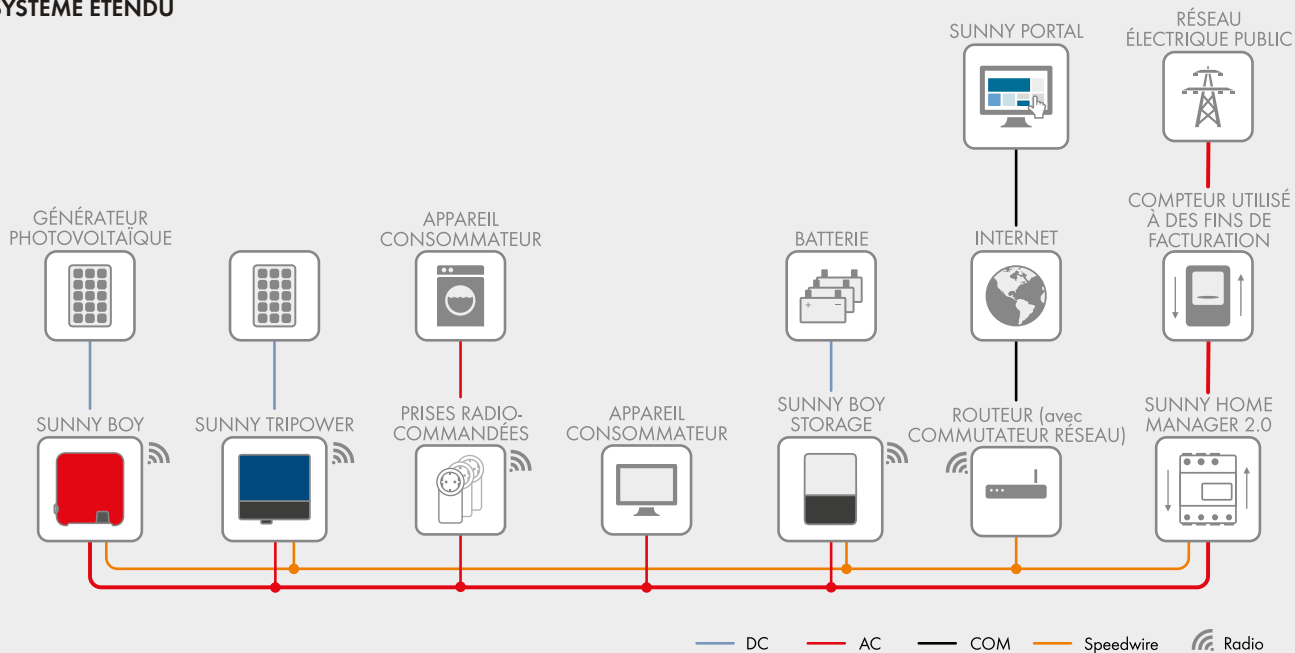 SYSTÈME ÉTENDU
SUNNY PORTAL
RÉSEAU
ÉLECTRIQUE PUBLIC
GÉNÉRATEUR
PHOTOVOLTAÏQUE
APPAREIL
CONSOMMATEUR
BATTERIE
INTERNET
COMPTEUR UTILISÉ
À DES FINS DE
FACTURATION
SUNNY BOY
SUNNY TRIPOWER
PRISES RADIO-
COMMANDÉES
APPAREIL
CONSOMMATEUR
SUNNY BOY
STORAGE
ROUTEUR (avec
COMMUTATEUR RÉSEAU)
SUNNY HOME
MANAGER 2.0
DC
AC
COM
Speedwire
Radio